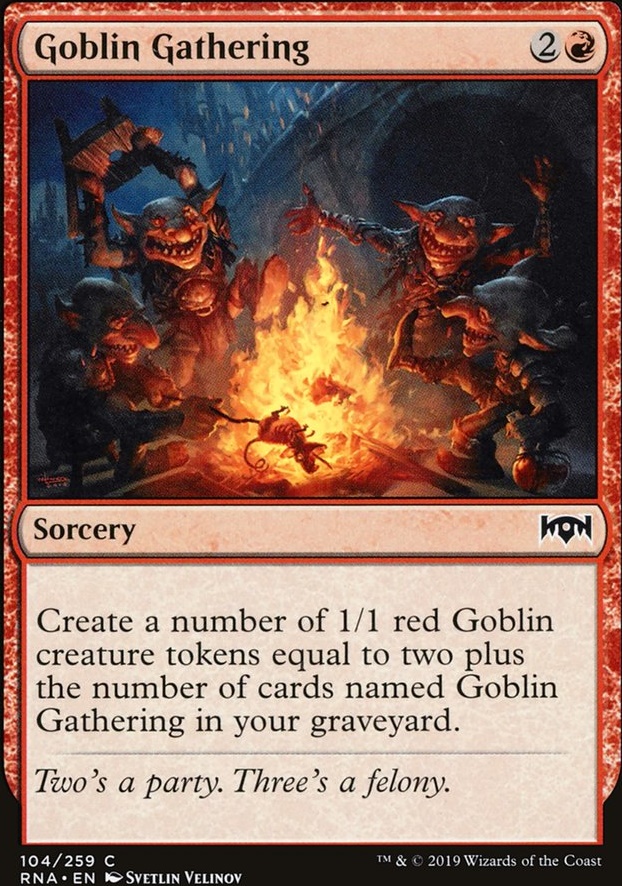 Goblin Gathering 2
Sorcery
Create a number of 1/1 red Goblin
creature tokens equal to two plus
the number of cards named Goblin
Gathering in your graveyard.
Two's a party. Three's a felony.
104/259 C
RNA • EN Svetlin Velinov
™ & © 2019 Wizards of the Coast